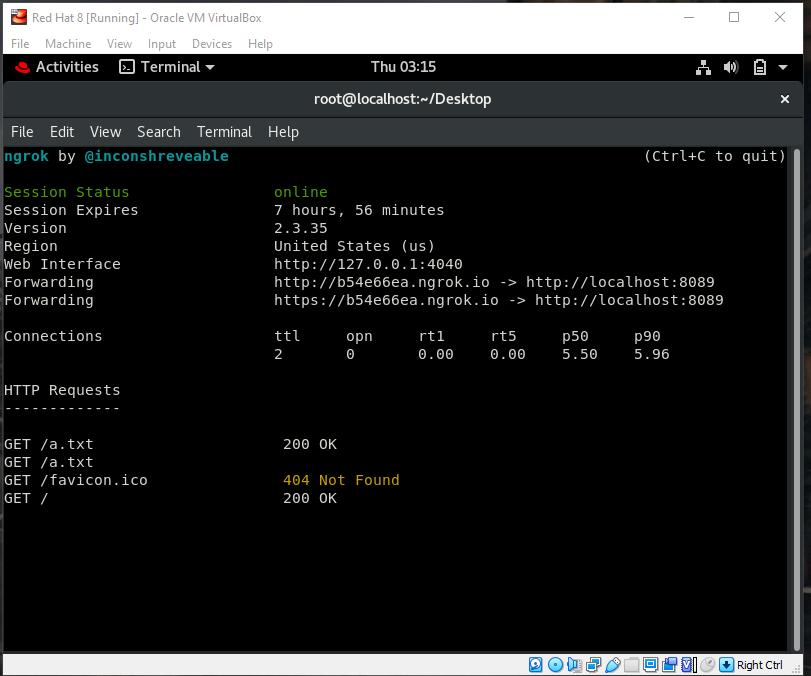 Red Hat 8 [Running] - Oracle VM VirtualBox
File Machine View Input Devices Help
Activities Terminal Thu 03:15
root@localhost:~/Desktop
File Edit View Search Terminal Help
ngrok by @inconshreveable (Ctrl+C to quit)
Session Status online
Session Expires 7 hours, 56 minutes
Version 2.3.35
Region United States (us)
Web Interface http://127.0.0.1:4040
Forwarding http://b54e66ea.ngrok.io -> http://localhost:8089
Forwarding https://b54e66ea.ngrok.io -> http://localhost:8089
Connections ttl opn rt1 rt5 p50 p90
2 0 0.00 0.00 5.50 5.96
HTTP Requests
-------------
GET /a.txt 200 OK
GET /a.txt
GET /favicon.ico 404 Not Found
GET / 200 OK
Right Ctrl